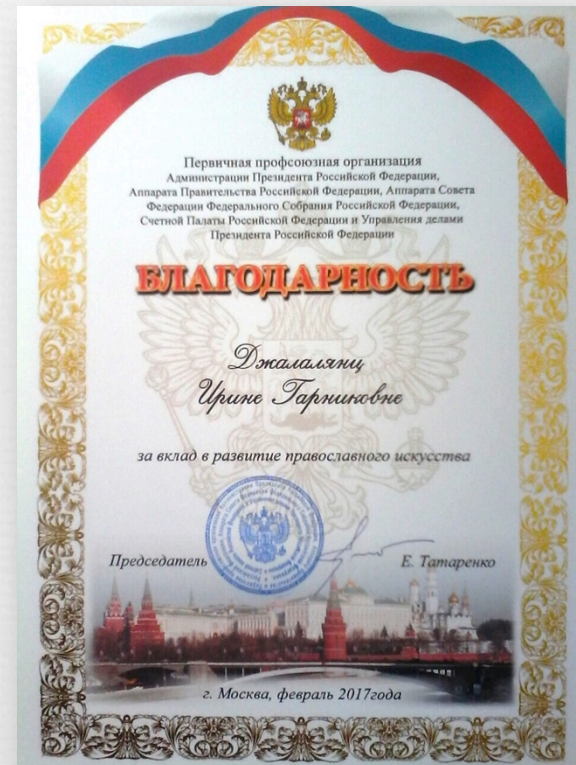 Первичная профсоюзная организация
Администрации Президента Российской Федерации,
Аппарата Правительства Российской Федерации, Аппарата Совета
Федерации Федерального Собрания Российской Федерации,
Счетной Палаты Российской Федерации и Управления делами
Президента Российской Федерации
БЛАГОДАРНОСТЬ
Джалалянц
Ирине Гарниковне
за вклад в развитие православного искусства
Председатель Е. Татаренко
г. Москва, февраль 2017года